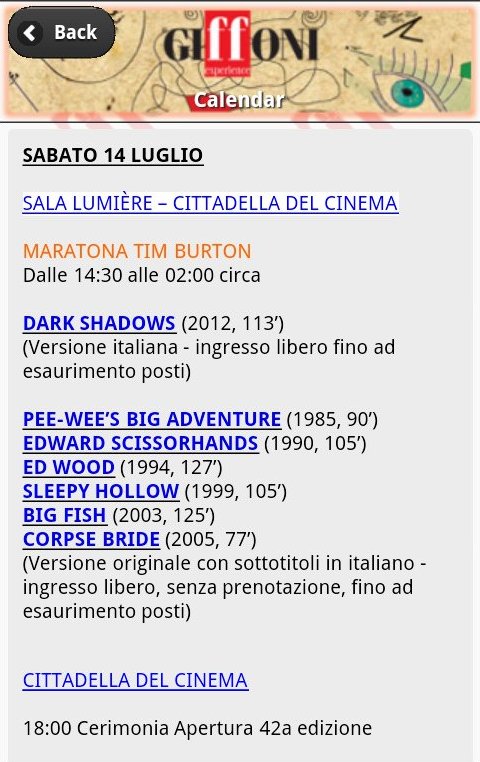 Back
GIFFONI
experience
Calendar
SABATO 14 LUGLIO
SALA LUMIÈRE – CITTADELLA DEL CINEMA
MARATONA TIM BURTON
Dalle 14:30 alle 02:00 circa
DARK SHADOWS (2012, 113’)
(Versione italiana - ingresso libero fino ad
esaurimento posti)
PEE-WEE’S BIG ADVENTURE (1985, 90’)
EDWARD SCISSORHANDS (1990, 105’)
ED WOOD (1994, 127’)
SLEEPY HOLLOW (1999, 105’)
BIG FISH (2003, 125’)
CORPSE BRIDE (2005, 77’)
(Versione originale con sottotitoli in italiano -
ingresso libero, senza prenotazione, fino ad
esaurimento posti)
CITTADELLA DEL CINEMA
18:00 Cerimonia Apertura 42a edizione